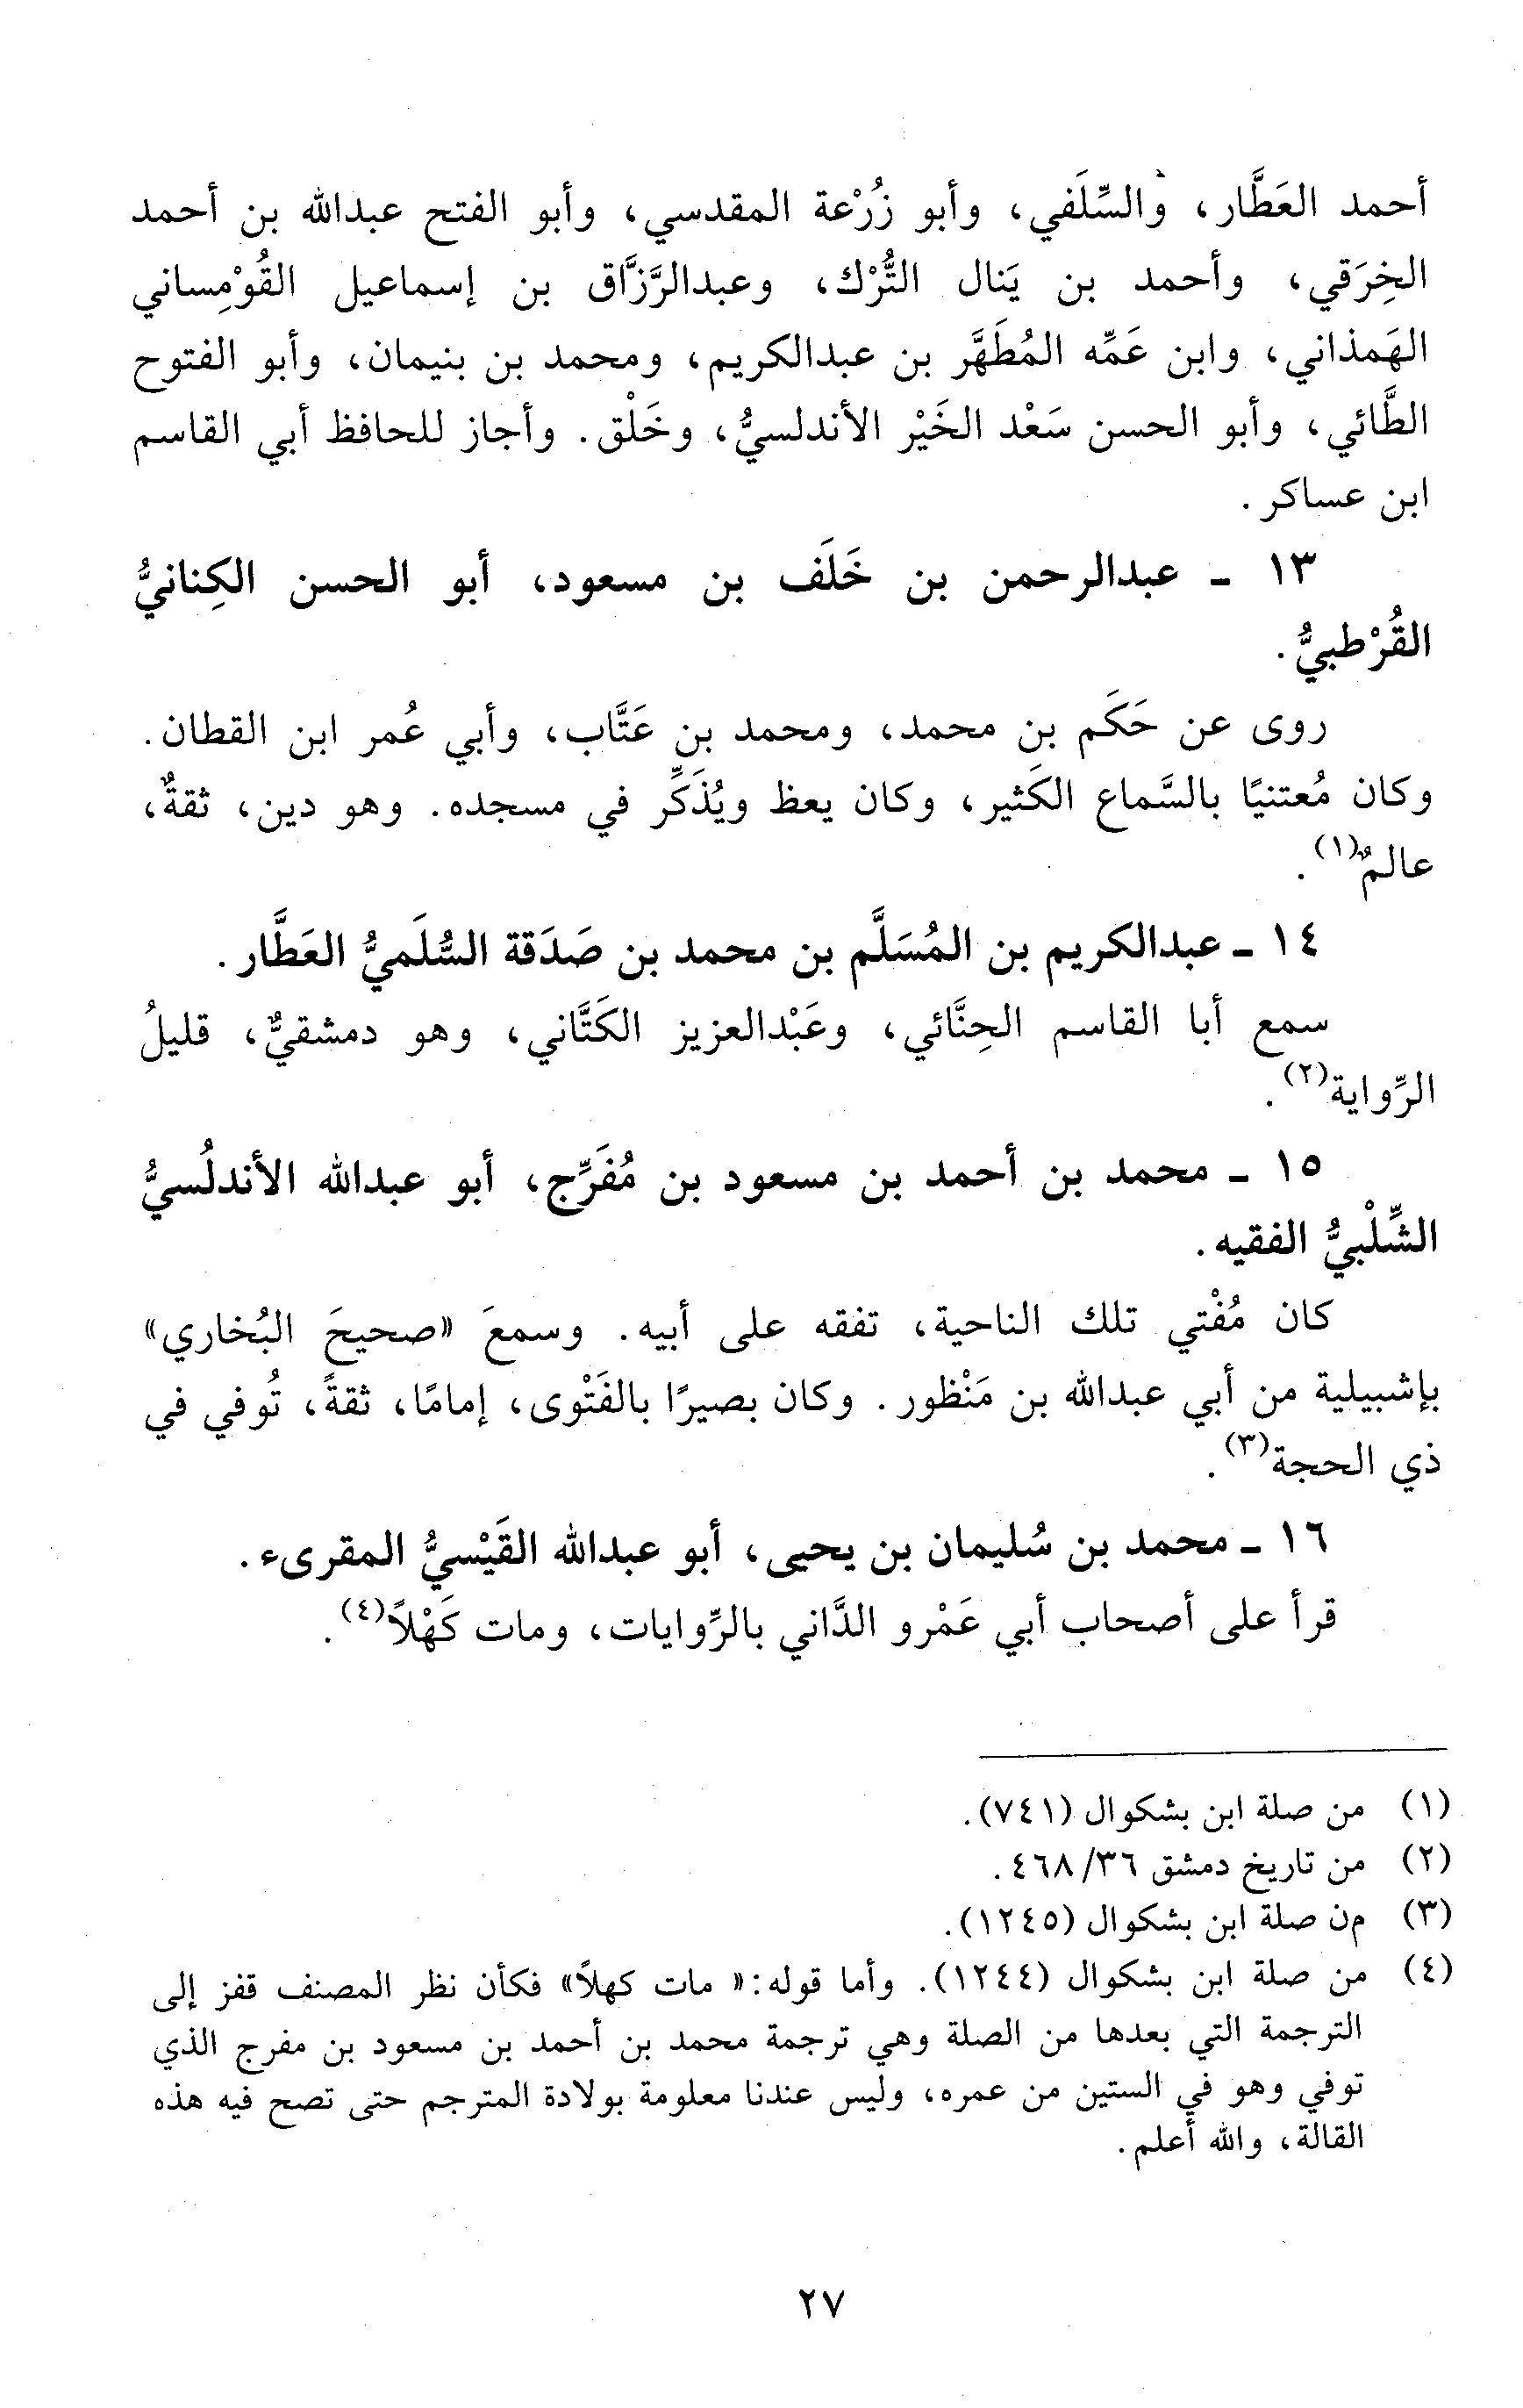 أحمد العَطَّار، والسِّلَفي، وأبو زُرْعة المقدسي، وأبو الفتح عبدالله بن أحمد
الخِرَقي، وأحمد بن يَنال التُّرْك، وعبدالرَّزَّاق بن إسماعيل القُوْمِساني
الهَمذاني، وابن عَمِّه المُطَهَّر بن عبدالكريم، ومحمد بن بنيمان، وأبو الفتوح
الطَّائي، وأبو الحسن سَعْد الخَيْر الأندلسيُّ، وخَلْق. وأجاز للحافظ أبي القاسم
ابن عساكر.
١٣ - عبدالرحمن بن خَلَف بن مسعود، أبو الحسن الكِنانيُّ
القُرْطبيُّ.
روى عن حَكَم بن محمد، ومحمد بن عَتَّاب، وأبي عُمر ابن القطان.
وكان مُعتنيًا بالسَّماع الكَثير، وكان يعظ ويُذَكِّر في مسجده. وهو دين، ثقةٌ،
عالمٌ(١).
١٤ - عبدالكريم بن المُسَلَّم بن محمد بن صَدَقة السُّلَميُّ العَطَّار.
سمع أبا القاسم الحِنَّائي، وعَبْدالعزيز الكَتَّاني، وهو دمشقيٌّ، قليلُ
الرِّواية(٢).
١٥ - محمد بن أحمد بن مسعود بن مُفَرِّج، أبو عبدالله الأندلُسيُّ
الشِّلْبيُّ الفقيه.
كان مُفْتي تلك الناحية، تفقه على أبيه. وسمعَ «صحيحَ البُخاري»
بإشبيلية من أبي عبدالله بن مَنْظور. وكان بصيرًا بالفَتْوى، إمامًا، ثقةً، تُوفي في
ذي الحجة(٣).
١٦ - محمد بن سُليمان بن يحيى، أبو عبدالله القَيْسيُّ المقرىء.
قرأ على أصحاب أبي عَمْرو الدَّاني بالرِّوايات، ومات كَهْلاً(٤).
(١) من صلة ابن بشكوال (٧٤١).
(٢) من تاريخ دمشق ٣٦/ ٤٦٨.
(٣) من صلة ابن بشكوال (١٢٤٥).
(٤) من صلة ابن بشكوال (١٢٤٤). وأما قوله: « مات كهلاً» فكأن نظر المصنف قفز إلى
الترجمة التي بعدها من الصلة وهي ترجمة محمد بن أحمد بن مسعود بن مفرج الذي
توفي وهو في الستين من عمره، وليس عندنا معلومة بولادة المترجم حتى تصح فيه هذه
القالة، والله أعلم.
٢٧